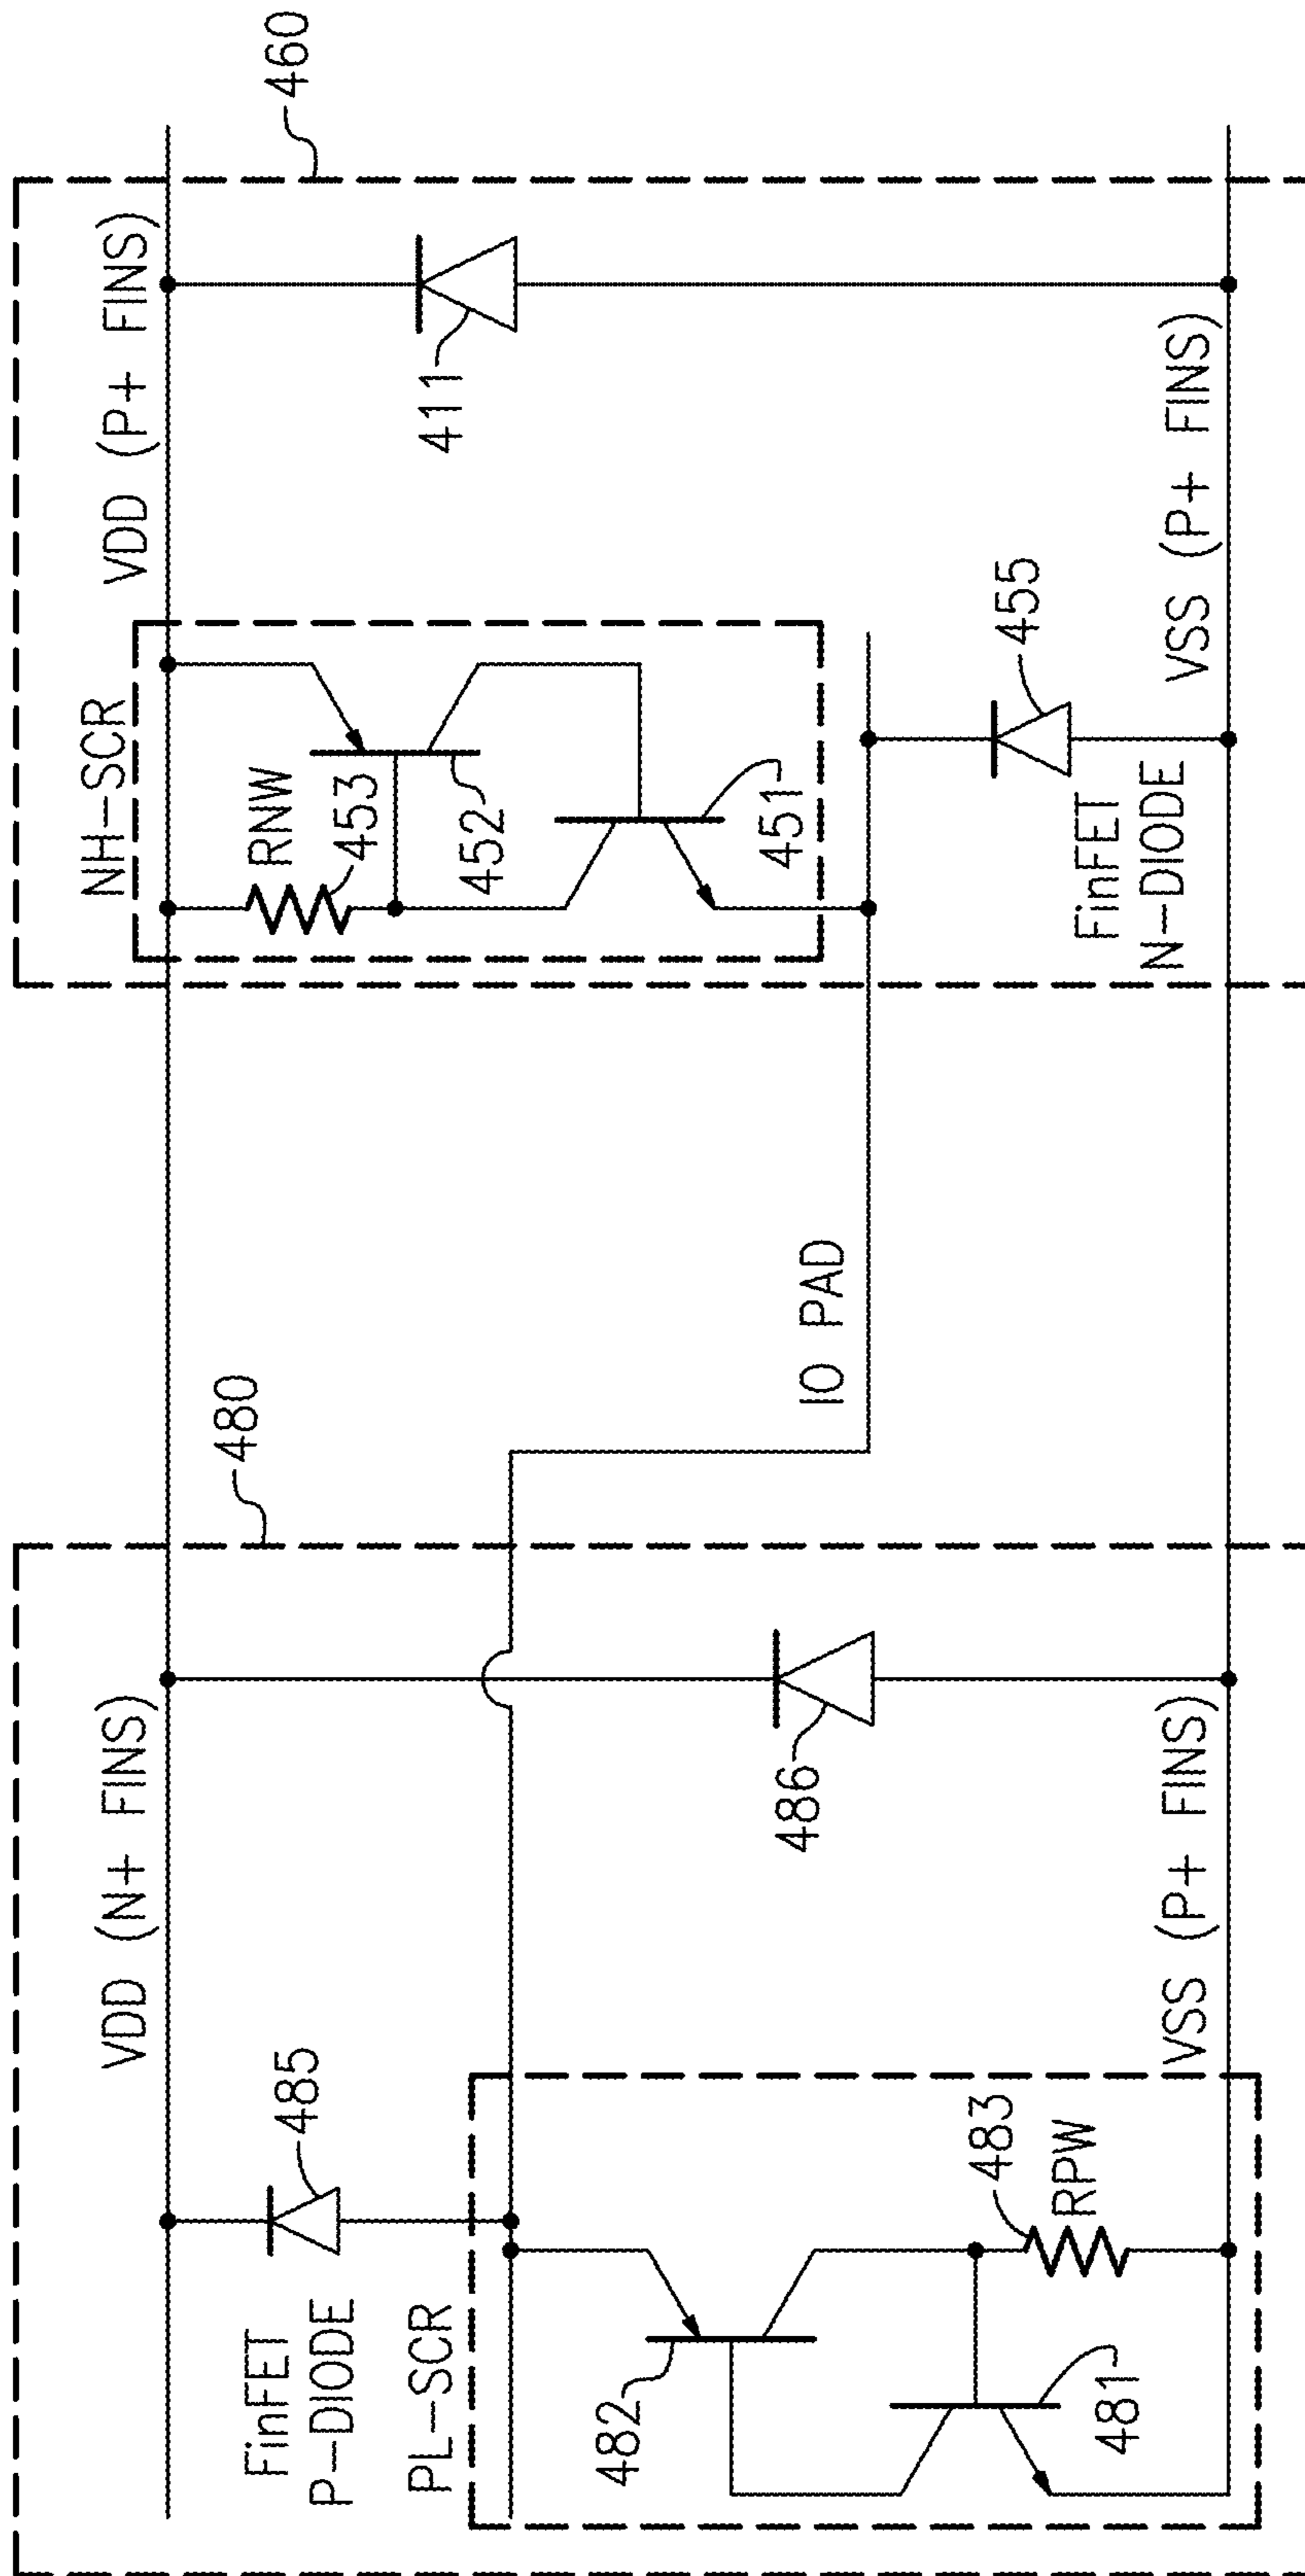 480
VDD (N+ FINS)
FinFET
P-DIODE
485
PL-SCR
482
481
483
RPW
486
VSS (P+ FINS)
IO PAD
460
NH-SCR
VDD (P+ FINS)
RNW
453
452
451
411
FinFET
N-DIODE
455
VSS (P+ FINS)